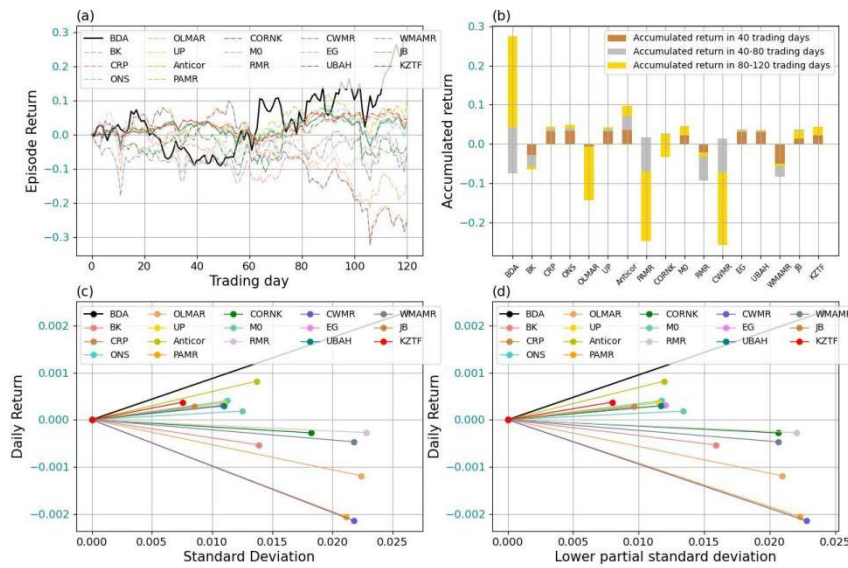 (a)
BDA OLMAR CORNK CWMR WMAMR
BK UP M0 EG JB
CRP Anticor RMR UBAH KZTF
ONS PAMR
0.3
0.2
0.1
0.0
-0.1
-0.2
-0.3
Episode Return
0 20 40 60 80 100 120
Trading day
(b)
Accumulated return in 40 trading days
Accumulated return in 40-80 trading days
Accumulated return in 80-120 trading days
0.3
0.2
0.1
0.0
-0.1
-0.2
Accumulated return
BDA BK CRP ONS OLMAR UP Anticor PAMR CORNK M0 RMR CWMR EG UBAH WMAMR JB KZTF
(c)
BDA OLMAR CORNK CWMR WMAMR
BK UP M0 EG JB
CRP Anticor RMR UBAH KZTF
ONS PAMR
0.002
0.001
0.000
-0.001
-0.002
Daily Return
0.000 0.005 0.010 0.015 0.020 0.025
Standard Deviation
(d)
BDA OLMAR CORNK CWMR WMAMR
BK UP M0 EG JB
CRP Anticor RMR UBAH KZTF
ONS PAMR
0.002
0.001
0.000
-0.001
-0.002
Daily Return
0.000 0.005 0.010 0.015 0.020 0.025
Lower partial standard deviation